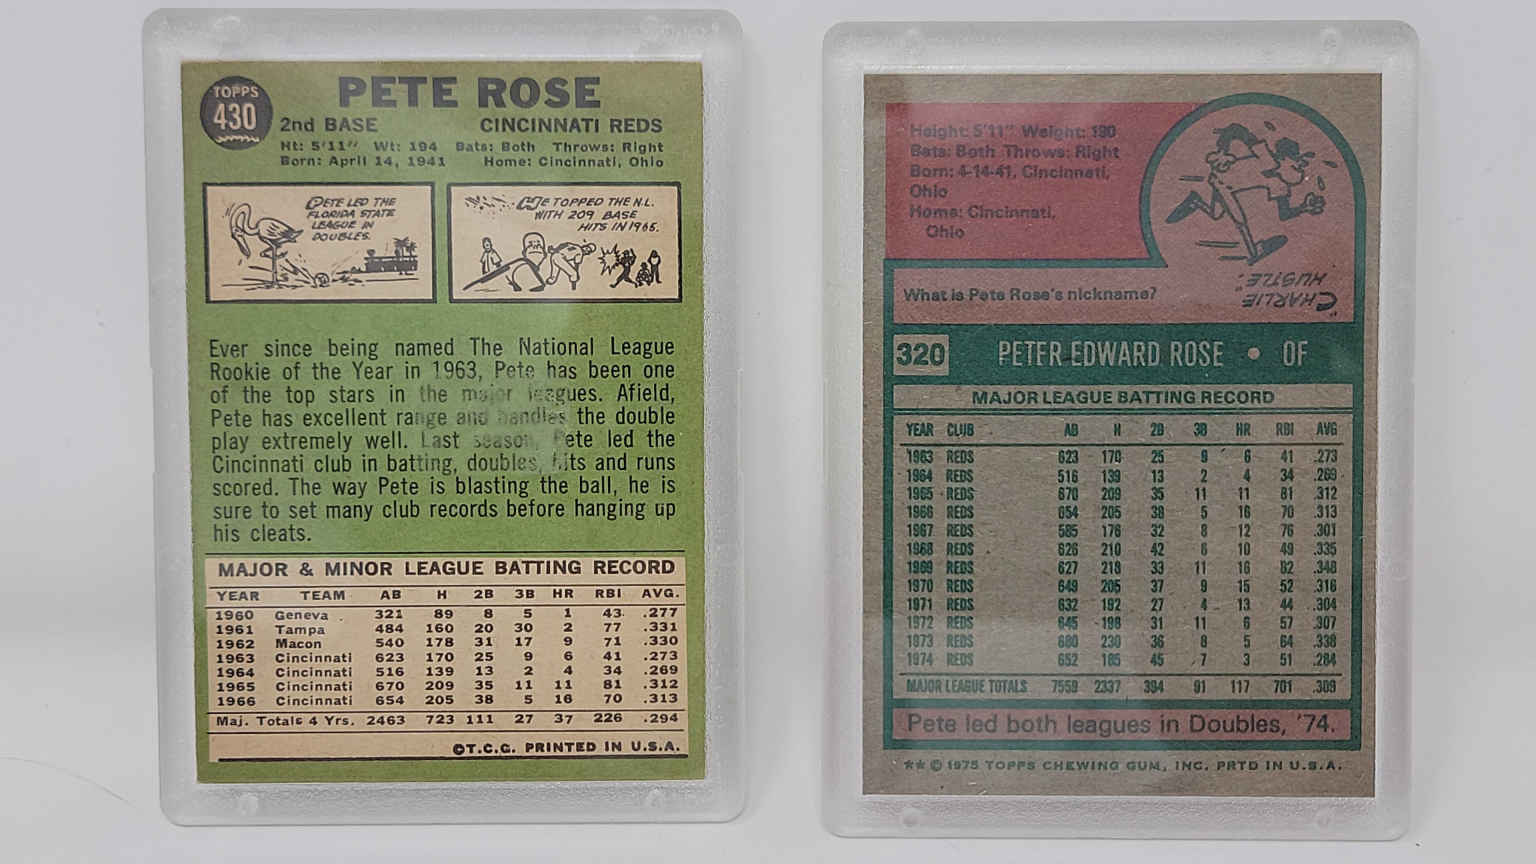 TOPPS
430
PETE ROSE
2nd BASE CINCINNATI REDS
Ht: 5'11" Wt: 194 Bats: Both Throws: Right
Born: April 14, 1941 Home: Cincinnati, Ohio
PETE LED THE
FLORIDA STATE
LEAGUE IN
DOUBLES.
HE TOPPED THE N.L.
WITH 209 BASE
HITS IN 1965.
Ever since being named The National League
Rookie of the Year in 1963, Pete has been one
of the top stars in the major leagues. Afield,
Pete has excellent range and handles the double
play extremely well. Last season, Pete led the
Cincinnati club in batting, doubles, hits and runs
scored. The way Pete is blasting the ball, he is
sure to set many club records before hanging up
his cleats.
MAJOR & MINOR LEAGUE BATTING RECORD
YEAR TEAM AB H 2B 3B HR RBI AVG.
1960 Geneva 321 89 8 5 1 43 .277
1961 Tampa 484 160 20 30 2 77 .331
1962 Macon 540 178 31 17 9 71 .330
1963 Cincinnati 623 170 25 9 6 41 .273
1964 Cincinnati 516 139 13 2 4 34 .269
1965 Cincinnati 670 209 35 11 11 81 .312
1966 Cincinnati 654 205 38 5 16 70 .313
Maj. Totals 4 Yrs. 2463 723 111 27 37 226 .294
©T.C.G. PRINTED IN U.S.A.
Height: 5'11" Weight: 190
Bats: Both Throws: Right
Born: 4-14-41, Cincinnati,
Ohio
Home: Cincinnati,
Ohio
What is Pete Rose's nickname?
"CHARLIE
HUSTLE."
320 PETER EDWARD ROSE • OF
MAJOR LEAGUE BATTING RECORD
YEAR CLUB AB H 2B 3B HR RBI AVG
1963 REDS 623 170 25 9 6 41 .273
1964 REDS 516 139 13 2 4 34 .269
1965 REDS 670 209 35 11 11 81 .312
1966 REDS 654 205 38 5 16 70 .313
1967 REDS 585 176 32 8 12 76 .301
1968 REDS 626 210 42 6 10 49 .335
1969 REDS 627 218 33 11 16 82 .348
1970 REDS 649 205 37 9 15 52 .316
1971 REDS 632 192 27 4 13 44 .304
1972 REDS 645 198 31 11 6 57 .307
1973 REDS 680 230 36 8 5 64 .338
1974 REDS 652 185 45 7 3 51 .284
MAJOR LEAGUE TOTALS 7559 2337 394 91 117 701 .309
Pete led both leagues in Doubles, '74.
** © 1975 TOPPS CHEWING GUM, INC. PRTD IN U.S.A.